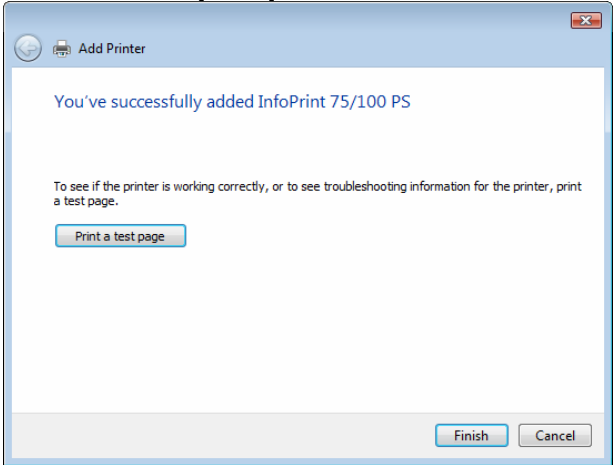 Add Printer
You've successfully added InfoPrint 75/100 PS
To see if the printer is working correctly, or to see troubleshooting information for the printer, print
a test page.
Print a test page
Finish Cancel